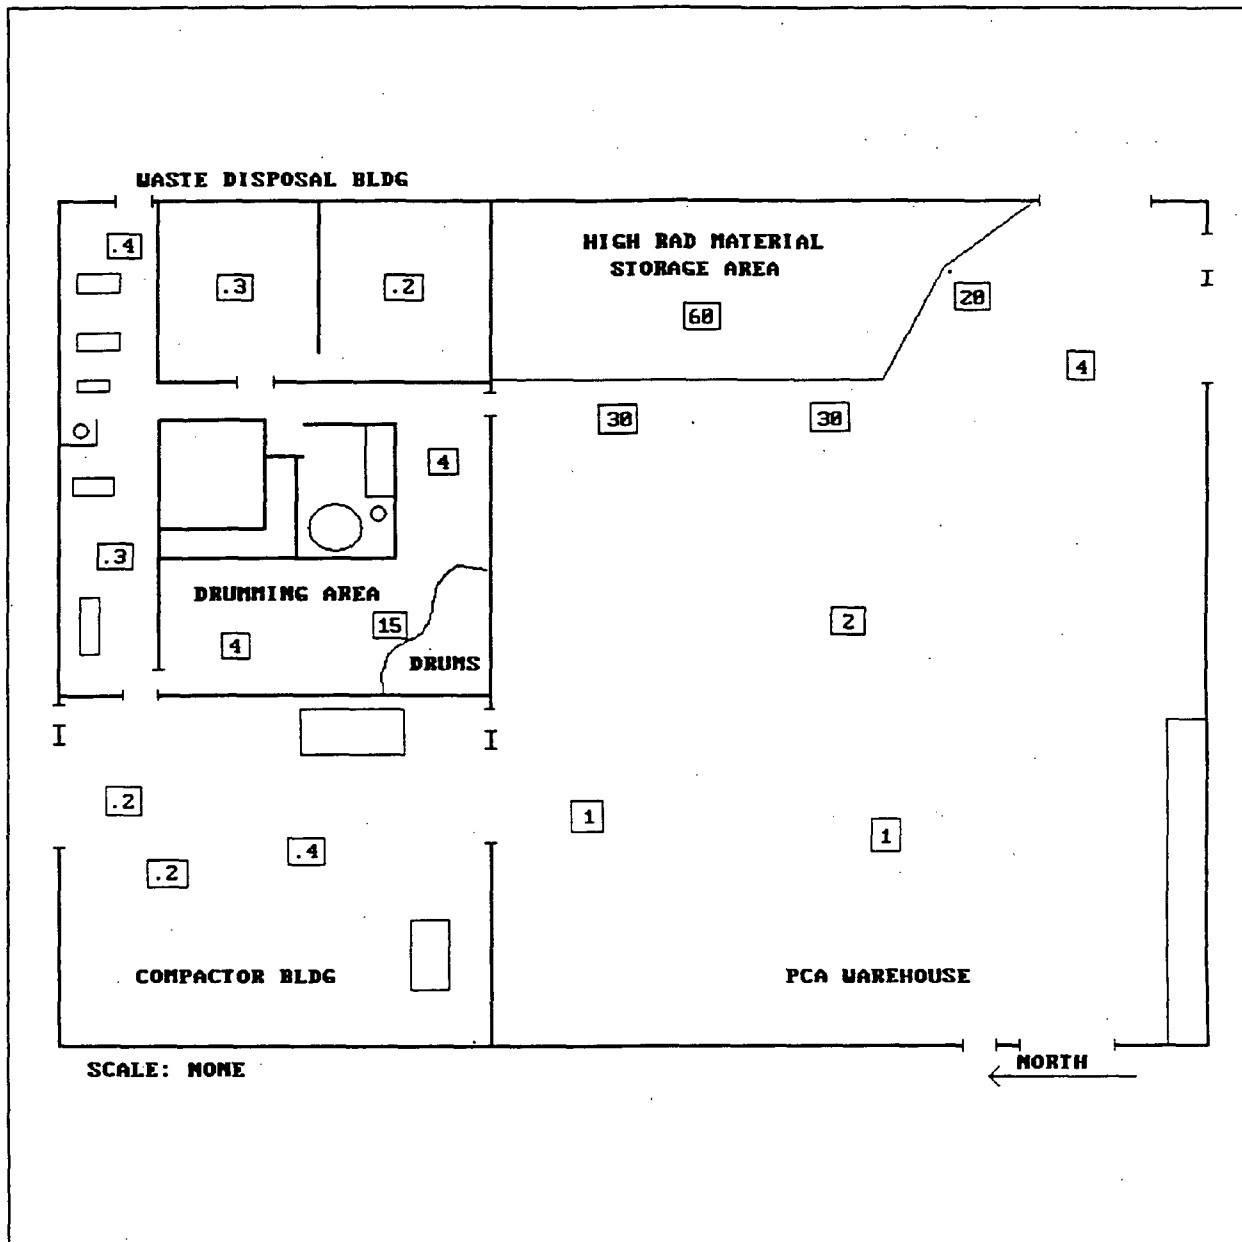 WASTE DISPOSAL BLDG
.4
.3
.2
HIGH RAD MATERIAL
STORAGE AREA
60
20
4
30
30
4
.3
DRUMMING AREA
15
4
DRUMS
2
.2
.4
.2
1
1
COMPACTOR BLDG
PCA WAREHOUSE
SCALE: NONE
NORTH